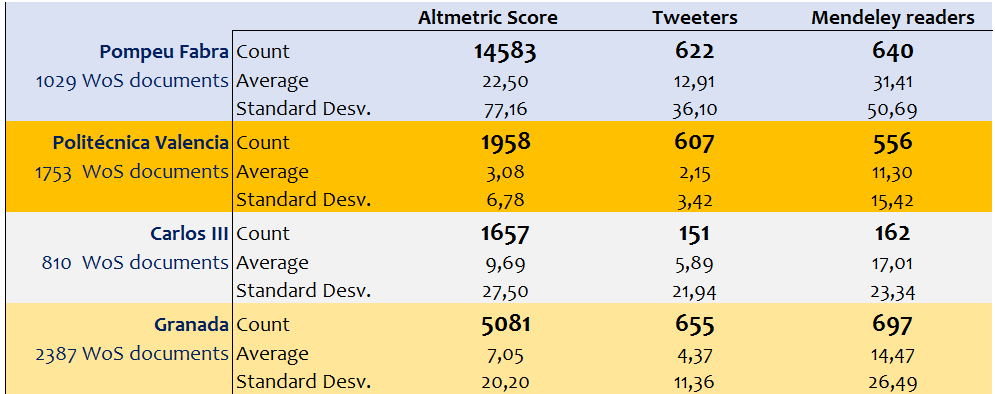 Altmetric Score Tweeters Mendeley readers
Pompeu Fabra Count 14583 622 640
1029 WoS documents Average 22,50 12,91 31,41
Standard Desv. 77,16 36,10 50,69
Politécnica Valencia Count 1958 607 556
1753 WoS documents Average 3,08 2,15 11,30
Standard Desv. 6,78 3,42 15,42
Carlos III Count 1657 151 162
810 WoS documents Average 9,69 5,89 17,01
Standard Desv. 27,50 21,94 23,34
Granada Count 5081 655 697
2387 WoS documents Average 7,05 4,37 14,47
Standard Desv. 20,20 11,36 26,49